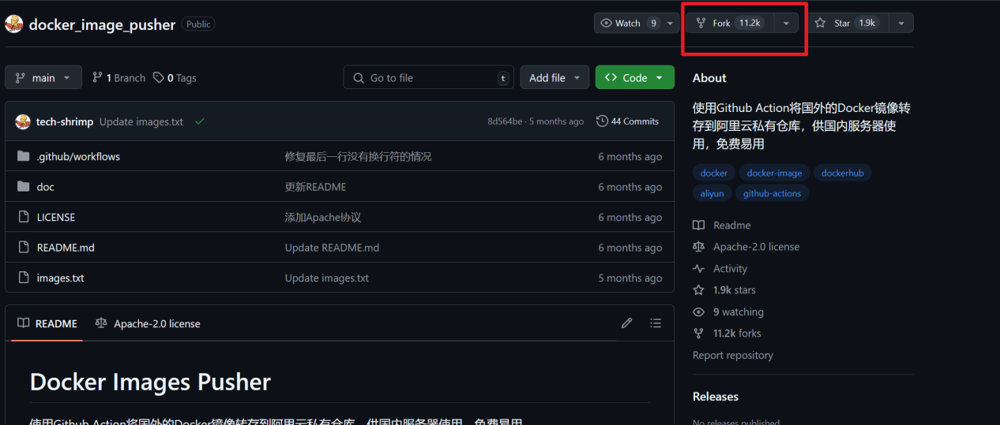 docker_image_pusher Public Watch 9 Fork 11.2k Star 1.9k
main 1 Branch 0 Tags Go to file t Add file Code
tech-shrimp Update images.txt 8d564be · 5 months ago 44 Commits
.github/workflows 修复最后一行没有换行符的情况 6 months ago
doc 更新README 6 months ago
LICENSE 添加Apache协议 6 months ago
README.md Update README.md 6 months ago
images.txt Update images.txt 5 months ago
README Apache-2.0 license
Docker Images Pusher
使用Github Action将国外的Docker镜像转存到阿里云私有仓库，供国内服务器使用，免费易用
About
使用Github Action将国外的Docker镜像转
存到阿里云私有仓库，供国内服务器使
用，免费易用
docker docker-image dockerhub
aliyun github-actions
Readme
Apache-2.0 license
Activity
1.9k stars
9 watching
11.2k forks
Report repository
Releases
No releases published